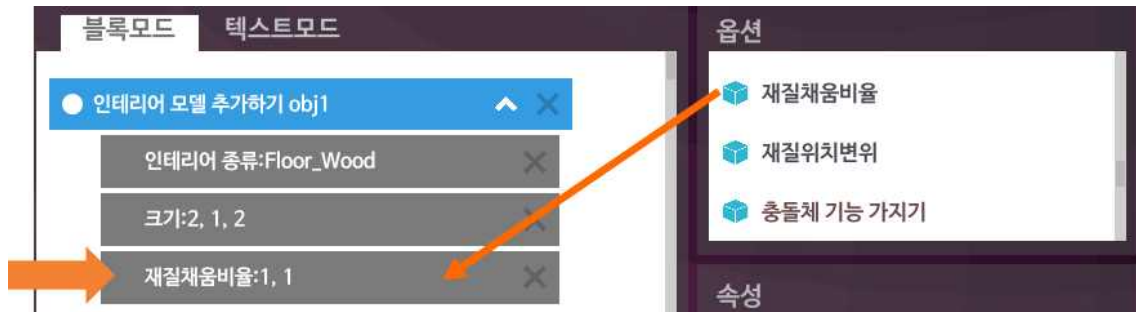 블록모드 텍스트모드
인테리어 모델 추가하기 obj1
인테리어 종류:Floor_Wood
크기:2, 1, 2
재질채움비율:1, 1
옵션
재질채움비율
재질위치변위
충돌체 기능 가지기
속성